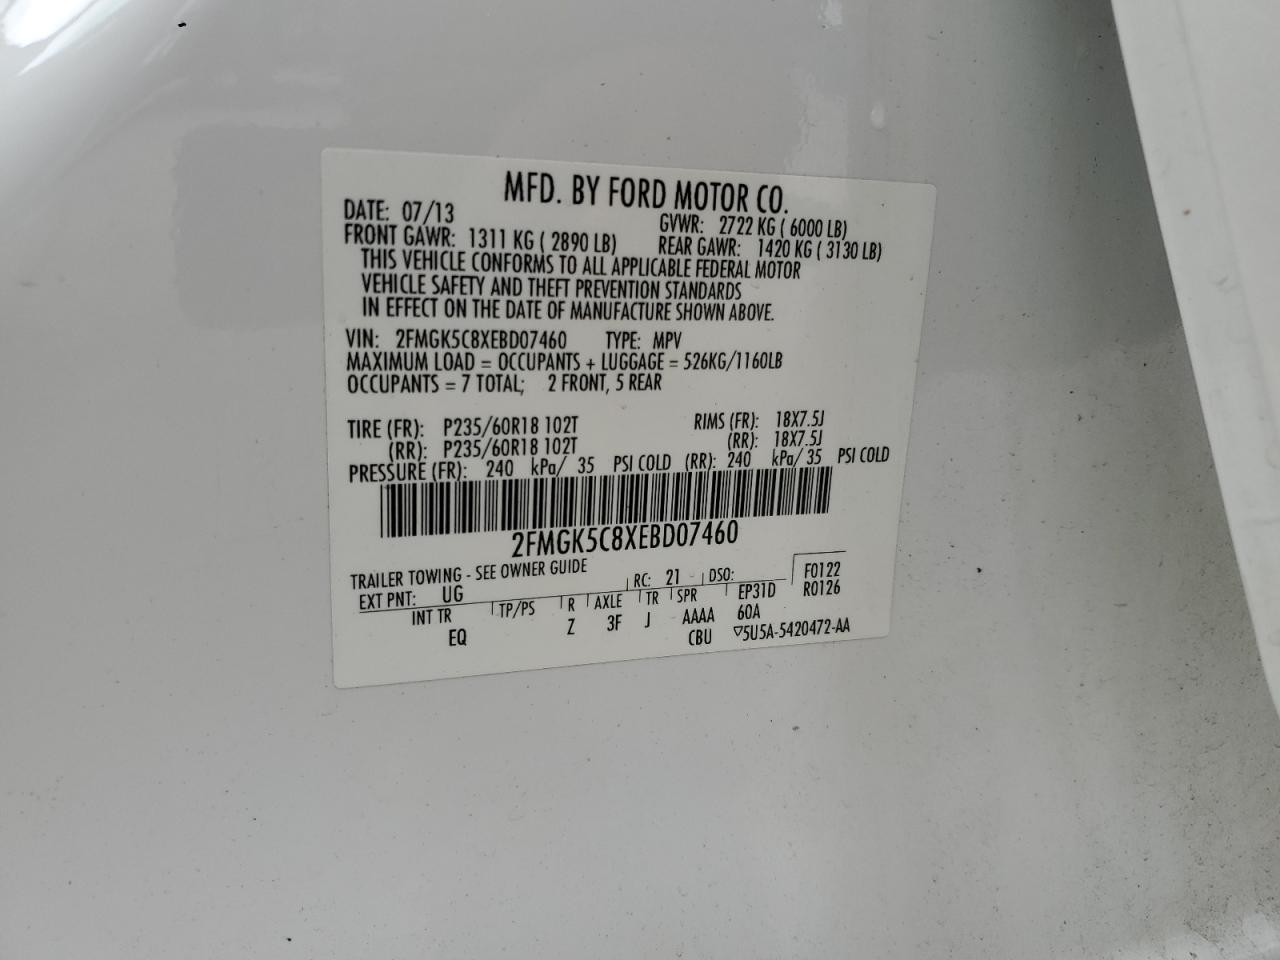 MFD. BY FORD MOTOR CO.
DATE: 07/13 GVWR: 2722 KG ( 6000 LB)
FRONT GAWR: 1311 KG ( 2890 LB) REAR GAWR: 1420 KG ( 3130 LB)
THIS VEHICLE CONFORMS TO ALL APPLICABLE FEDERAL MOTOR
VEHICLE SAFETY AND THEFT PREVENTION STANDARDS
IN EFFECT ON THE DATE OF MANUFACTURE SHOWN ABOVE.
VIN: 2FMGK5C8XEBD07460 TYPE: MPV
MAXIMUM LOAD = OCCUPANTS + LUGGAGE = 526KG/1160LB
OCCUPANTS = 7 TOTAL; 2 FRONT, 5 REAR
TIRE (FR): P235/60R18 102T RIMS (FR): 18X7.5J
(RR): P235/60R18 102T (RR): 18X7.5J
PRESSURE (FR): 240 kPa/ 35 PSI COLD (RR): 240 kPa/ 35 PSI COLD
2FMGK5C8XEBD07460
TRAILER TOWING - SEE OWNER GUIDE
EXT PNT: UG RC: 21 DSO: F0122
R0126
INT TR TP/PS R AXLE TR SPR EP31D
EQ Z 3F J AAAA 60A
CBU ▽5U5A-5420472-AA